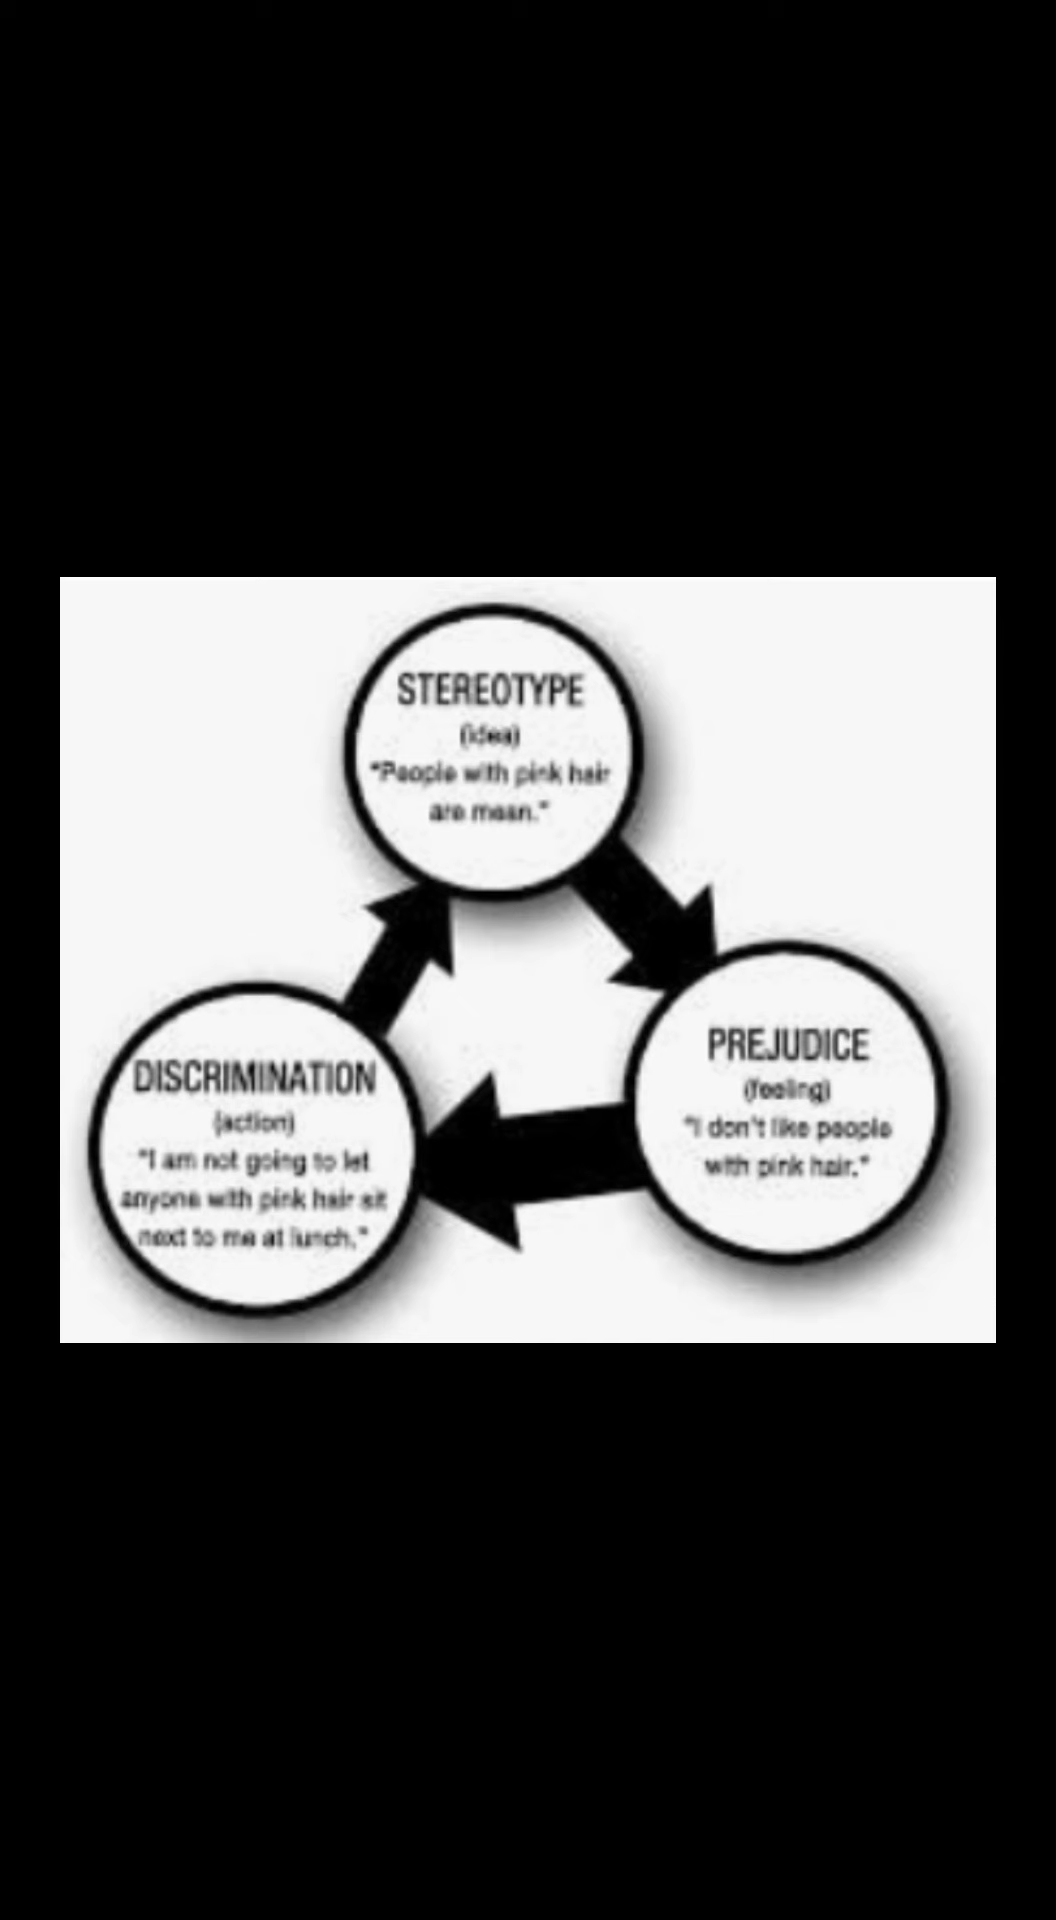 STEREOTYPE
(idea)
"People with pink hair
are mean."
PREJUDICE
(feeling)
"I don't like people
with pink hair."
DISCRIMINATION
(action)
"I am not going to let
anyone with pink hair sit
next to me at lunch."